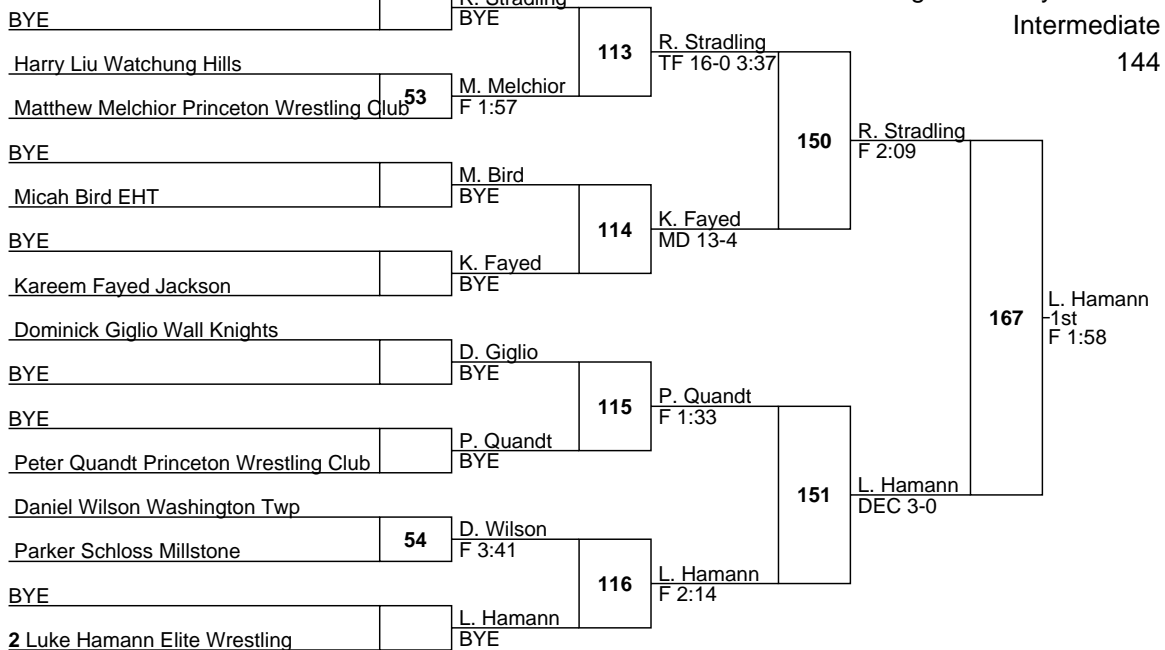 BYE
Harry Liu Watchung Hills
Matthew Melchior Princeton Wrestling Club
BYE
Micah Bird EHT
BYE
Kareem Fayed Jackson
Dominick Giglio Wall Knights
BYE
BYE
Peter Quandt Princeton Wrestling Club
Daniel Wilson Washington Twp
Parker Schloss Millstone
BYE
2 Luke Hamann Elite Wrestling
53
54
R. Stradling
BYE
M. Melchior
F 1:57
M. Bird
BYE
K. Fayed
BYE
D. Giglio
BYE
P. Quandt
BYE
D. Wilson
F 3:41
L. Hamann
BYE
113
114
115
116
R. Stradling
TF 16-0 3:37
K. Fayed
MD 13-4
P. Quandt
F 1:33
L. Hamann
F 2:14
150
151
R. Stradling
F 2:09
L. Hamann
DEC 3-0
167
L. Hamann
1st
F 1:58
Intermediate
144